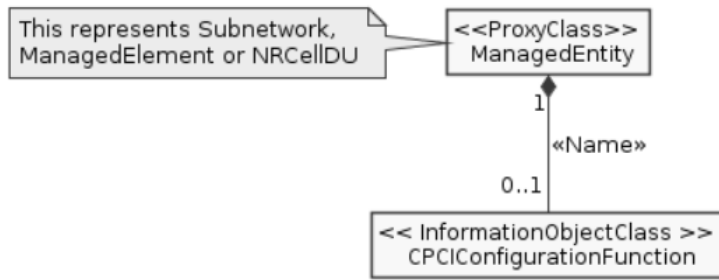 This represents Subnetwork,
ManagedElement or NRCellDU
<<ProxyClass>>
ManagedEntity
1
«Name»
0..1
<< InformationObjectClass >>
CPCIConfigurationFunction